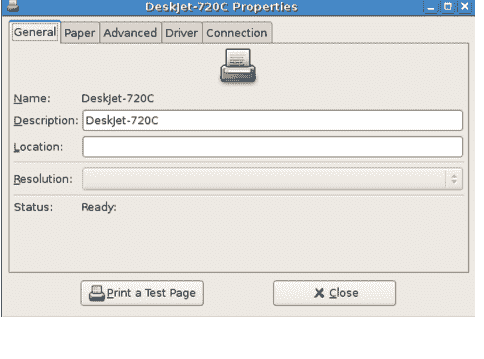 DeskJet-720C Properties
General Paper Advanced Driver Connection
Name: DeskJet-720C
Description: DeskJet-720C
Location:
Resolution:
Status: Ready:
Print a Test Page Close